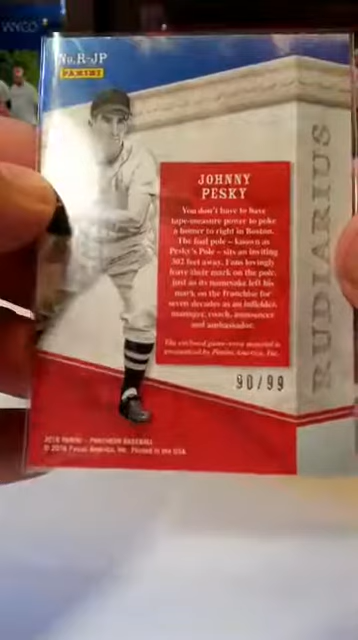 No. R-JP
PANINI
JOHNNY
PESKY
You don't have to have
tape-measure power to poke
a homer to right in Boston.
The foul pole – known as
Pesky's Pole – sits an inviting
302 feet away. Fans lovingly
leave their mark on the pole,
just as its namesake left his
mark on the franchise for
seven decades as an infielder,
manager, coach, announcer
and ambassador.
The enclosed game-worn material is
guaranteed by Panini America, Inc.
90/99
2016 PANINI – PANTHEON BASEBALL
© 2016 Panini America, Inc. Printed in the USA